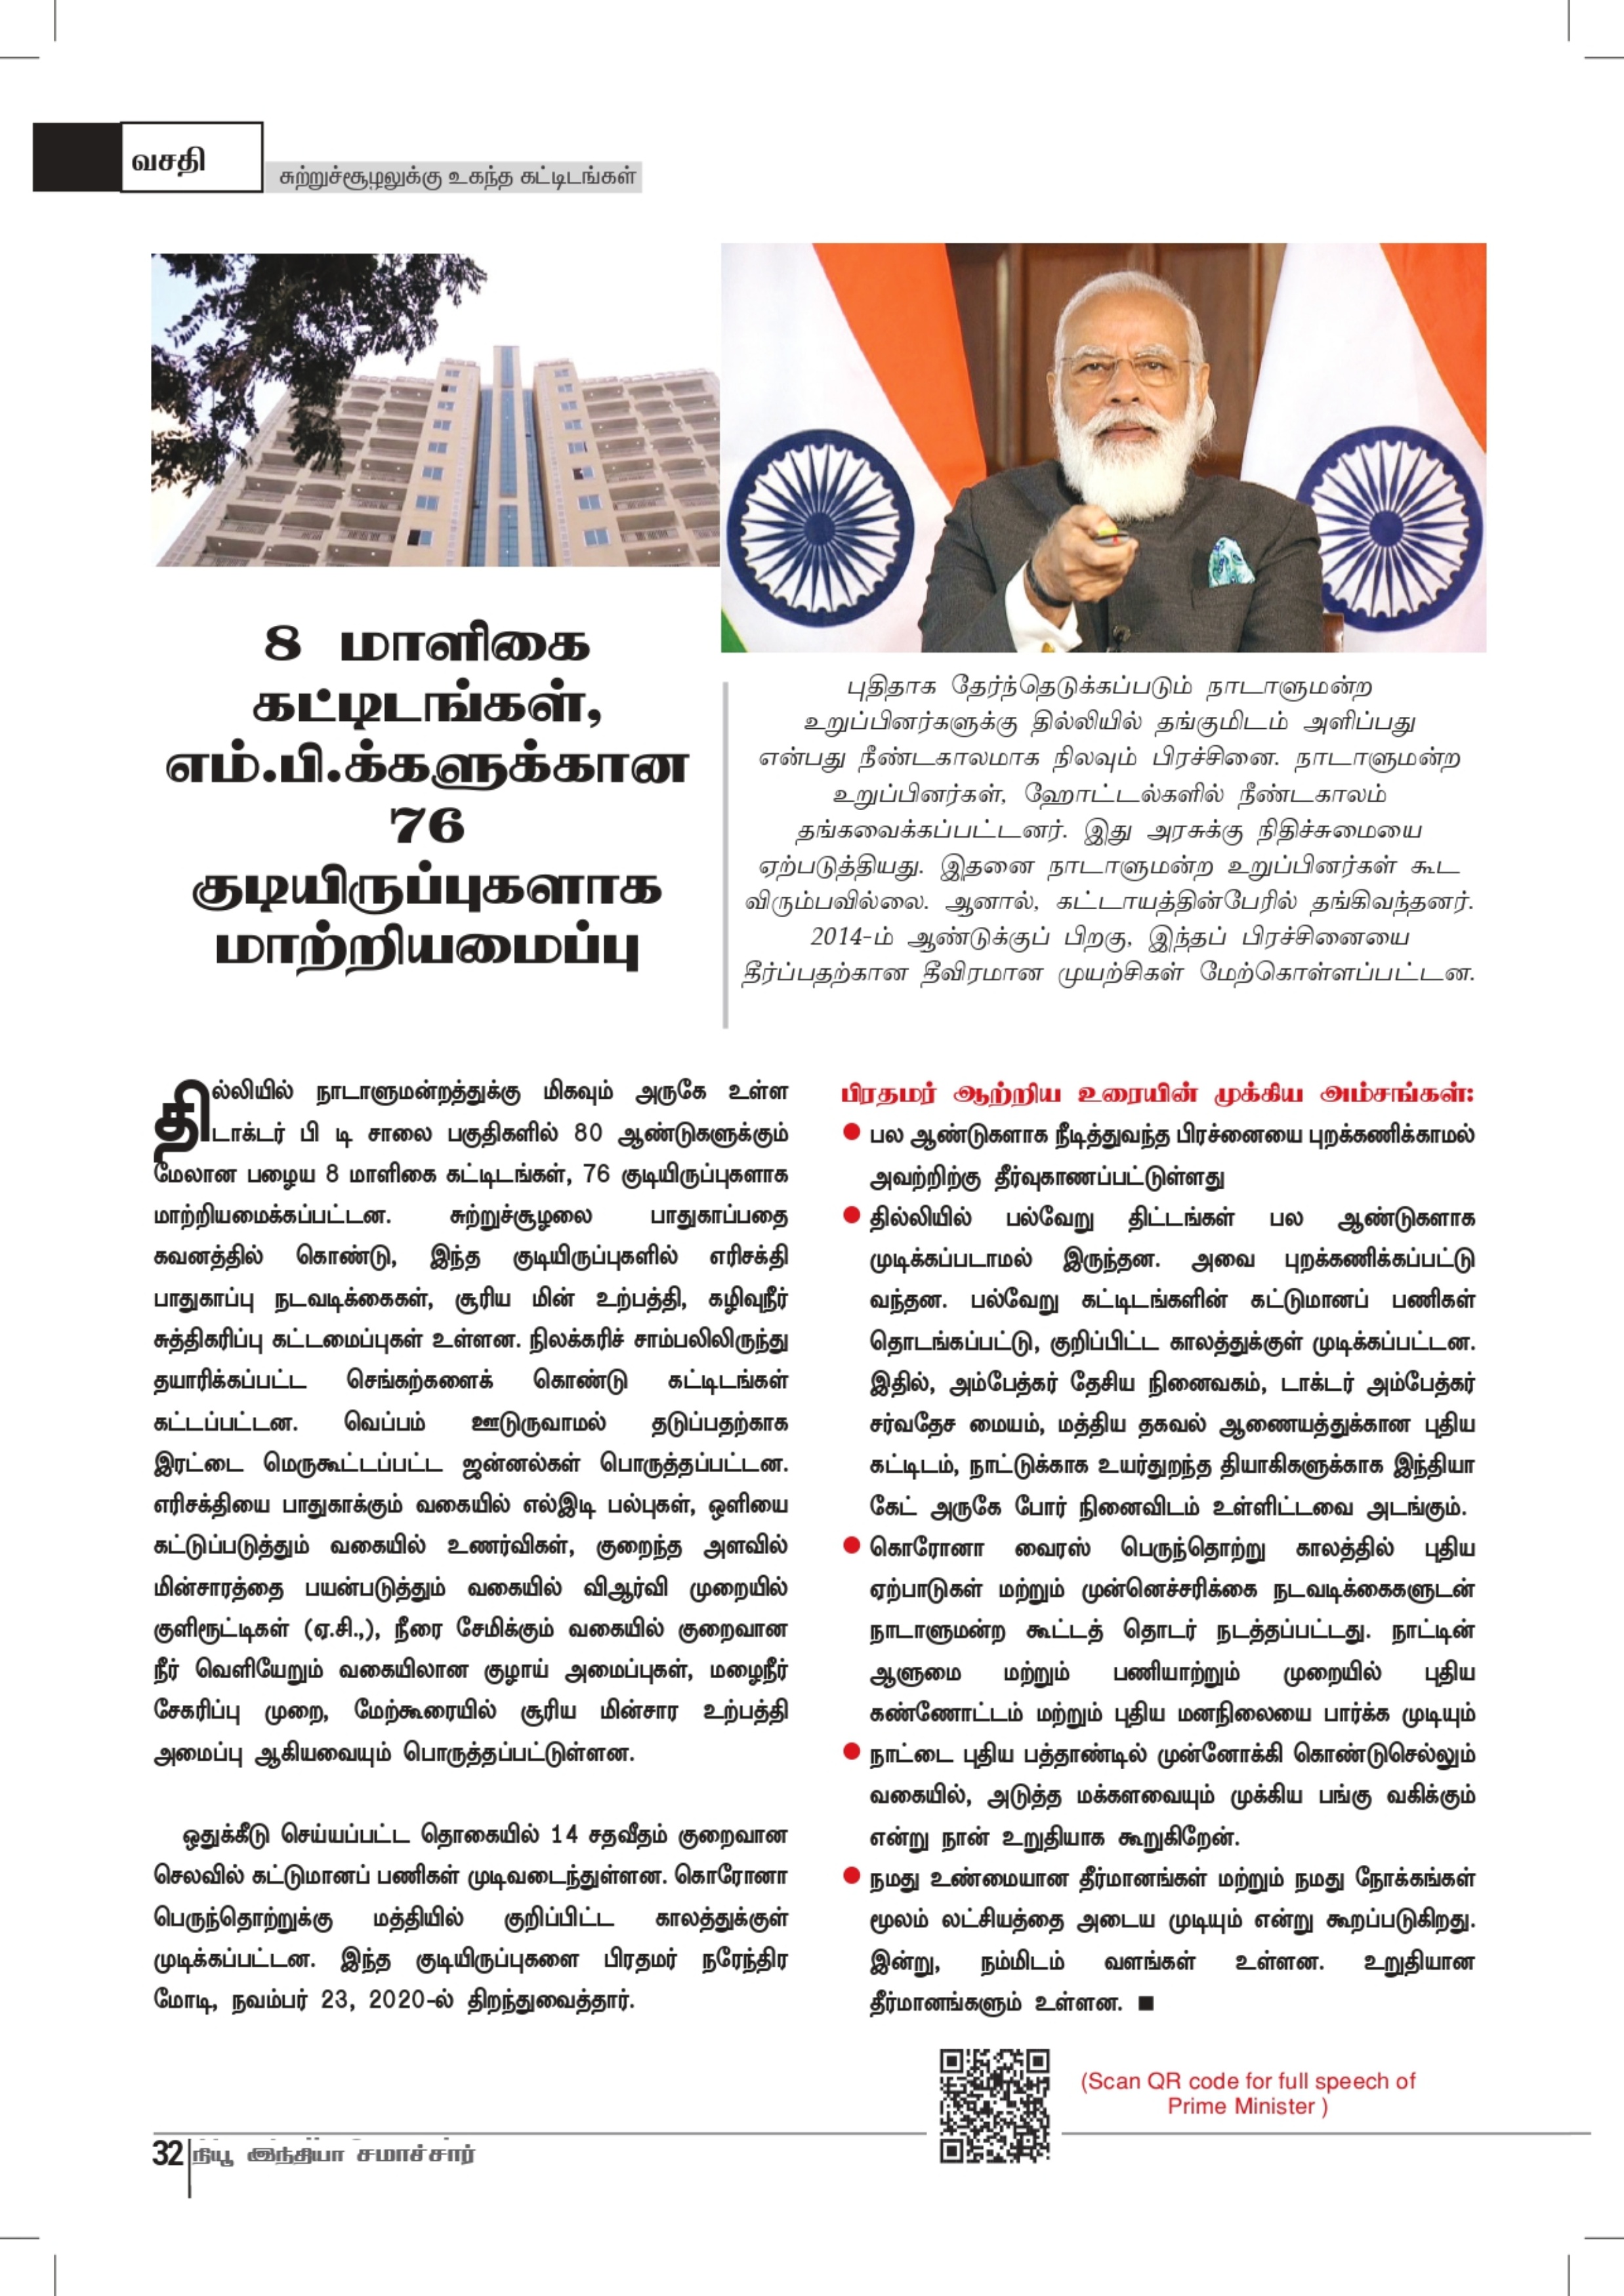 வசதி
சுற்றுச்சூழலுக்கு உகந்த கட்டிடங்கள்
8 மாளிகை
கட்டிடங்கள்,
எம்.பி.க்களுக்கான
76
குடியிருப்புகளாக
மாற்றியமைப்பு
புதிதாக தேர்ந்தெடுக்கப்படும் நாடாளுமன்ற
உறுப்பினர்களுக்கு தில்லியில் தங்குமிடம் அளிப்பது
என்பது நீண்டகாலமாக நிலவும் பிரச்சினை. நாடாளுமன்ற
உறுப்பினர்கள், ஹோட்டல்களில் நீண்டகாலம்
தங்கவைக்கப்பட்டனர். இது அரசுக்கு நிதிச்சுமையை
ஏற்படுத்தியது. இதனை நாடாளுமன்ற உறுப்பினர்கள் கூட
விரும்பவில்லை. ஆனால், கட்டாயத்தின்பேரில் தங்கிவந்தனர்.
2014-ம் ஆண்டுக்குப் பிறகு, இந்தப் பிரச்சினையை
தீர்ப்பதற்கான தீவிரமான முயற்சிகள் மேற்கொள்ளப்பட்டன.
தில்லியில் நாடாளுமன்றத்துக்கு மிகவும் அருகே உள்ள
டாக்டர் பி டி சாலை பகுதிகளில் 80 ஆண்டுகளுக்கும்
மேலான பழைய 8 மாளிகை கட்டிடங்கள், 76 குடியிருப்புகளாக
மாற்றியமைக்கப்பட்டன. சுற்றுச்சூழலை பாதுகாப்பதை
கவனத்தில் கொண்டு, இந்த குடியிருப்புகளில் எரிசக்தி
பாதுகாப்பு நடவடிக்கைகள், சூரிய மின் உற்பத்தி, கழிவுநீர்
சுத்திகரிப்பு கட்டமைப்புகள் உள்ளன. நிலக்கரிச் சாம்பலிலிருந்து
தயாரிக்கப்பட்ட செங்கற்களைக் கொண்டு கட்டிடங்கள்
கட்டப்பட்டன. வெப்பம் ஊடுருவாமல் தடுப்பதற்காக
இரட்டை மெருகூட்டப்பட்ட ஜன்னல்கள் பொருத்தப்பட்டன.
எரிசக்தியை பாதுகாக்கும் வகையில் எல்இடி பல்புகள், ஒளியை
கட்டுப்படுத்தும் வகையில் உணர்விகள், குறைந்த அளவில்
மின்சாரத்தை பயன்படுத்தும் வகையில் விஆர்வி முறையில்
குளிரூட்டிகள் (ஏ.சி.,), நீரை சேமிக்கும் வகையில் குறைவான
நீர் வெளியேறும் வகையிலான குழாய் அமைப்புகள், மழைநீர்
சேகரிப்பு முறை, மேற்கூரையில் சூரிய மின்சார உற்பத்தி
அமைப்பு ஆகியவையும் பொருத்தப்பட்டுள்ளன.
ஒதுக்கீடு செய்யப்பட்ட தொகையில் 14 சதவீதம் குறைவான
செலவில் கட்டுமானப் பணிகள் முடிவடைந்துள்ளன. கொரோனா
பெருந்தொற்றுக்கு மத்தியில் குறிப்பிட்ட காலத்துக்குள்
முடிக்கப்பட்டன. இந்த குடியிருப்புகளை பிரதமர் நரேந்திர
மோடி, நவம்பர் 23, 2020-ல் திறந்துவைத்தார்.
பிரதமர் ஆற்றிய உரையின் முக்கிய அம்சங்கள்:
● பல ஆண்டுகளாக நீடித்துவந்த பிரச்னையை புறக்கணிக்காமல்
அவற்றிற்கு தீர்வுகாணப்பட்டுள்ளது
● தில்லியில் பல்வேறு திட்டங்கள் பல ஆண்டுகளாக
முடிக்கப்படாமல் இருந்தன. அவை புறக்கணிக்கப்பட்டு
வந்தன. பல்வேறு கட்டிடங்களின் கட்டுமானப் பணிகள்
தொடங்கப்பட்டு, குறிப்பிட்ட காலத்துக்குள் முடிக்கப்பட்டன.
இதில், அம்பேத்கர் தேசிய நினைவகம், டாக்டர் அம்பேத்கர்
சர்வதேச மையம், மத்திய தகவல் ஆணையத்துக்கான புதிய
கட்டிடம், நாட்டுக்காக உயர்துறந்த தியாகிகளுக்காக இந்தியா
கேட் அருகே போர் நினைவிடம் உள்ளிட்டவை அடங்கும்.
● கொரோனா வைரஸ் பெருந்தொற்று காலத்தில் புதிய
ஏற்பாடுகள் மற்றும் முன்னெச்சரிக்கை நடவடிக்கைகளுடன்
நாடாளுமன்ற கூட்டத் தொடர் நடத்தப்பட்டது. நாட்டின்
ஆளுமை மற்றும் பணியாற்றும் முறையில் புதிய
கண்ணோட்டம் மற்றும் புதிய மனநிலையை பார்க்க முடியும்
● நாட்டை புதிய பத்தாண்டில் முன்னோக்கி கொண்டுசெல்லும்
வகையில், அடுத்த மக்களவையும் முக்கிய பங்கு வகிக்கும்
என்று நான் உறுதியாக கூறுகிறேன்.
● நமது உண்மையான தீர்மானங்கள் மற்றும் நமது நோக்கங்கள்
மூலம் லட்சியத்தை அடைய முடியும் என்று கூறப்படுகிறது.
இன்று, நம்மிடம் வளங்கள் உள்ளன. உறுதியான
தீர்மானங்களும் உள்ளன. ■
(Scan QR code for full speech of
Prime Minister )
32 நியூ இந்தியா சமாச்சார்